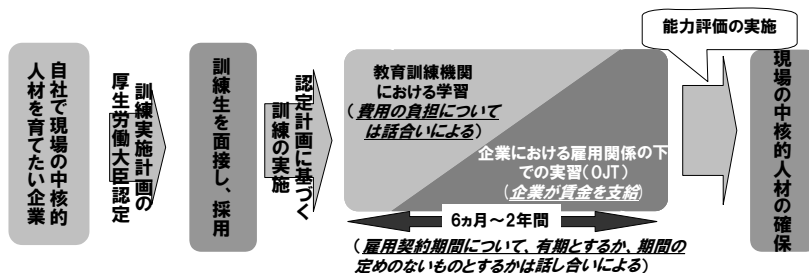 自社で現場の中核的
人材を育てたい企業
訓練実施計画の
厚生労働大臣認定
訓練生を面接し、採用
認定計画に基づく
訓練の実施
教育訓練機関
における学習
(費用の負担について
は話合いによる)
企業における雇用関係の下
での実習(OJT)
(企業が賃金を支給)
6ヵ月～2年間
(雇用契約期間について、有期とするか、期間の
定めのないものとするかは話し合いによる)
能力評価の実施
現場の中核的人材の確保